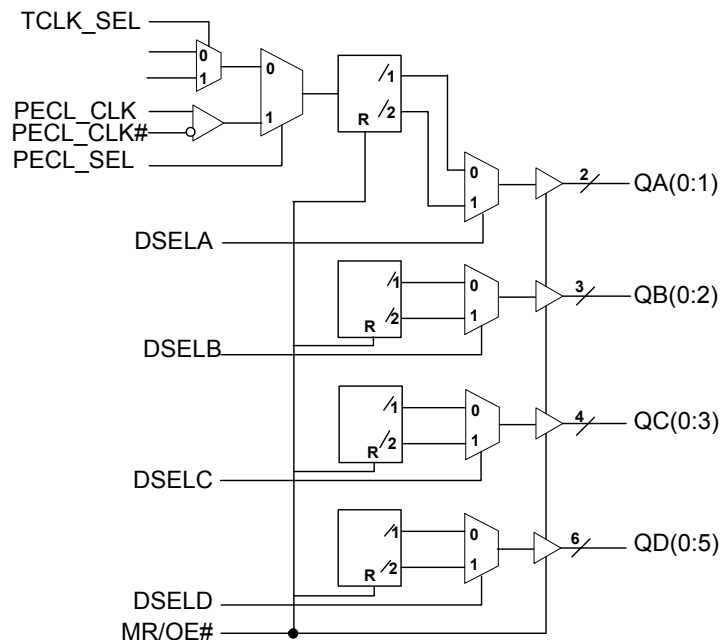 TCLK_SEL
0
1
0
1
PECL_CLK
PECL_CLK#
PECL_SEL
/1
/2
R
0
1
2
QA(0:1)
DSELA
/1
/2
R
0
1
3
QB(0:2)
DSELB
/1
/2
R
0
1
4
QC(0:3)
DSELC
/1
/2
R
0
1
6
QD(0:5)
DSELD
MR/OE#